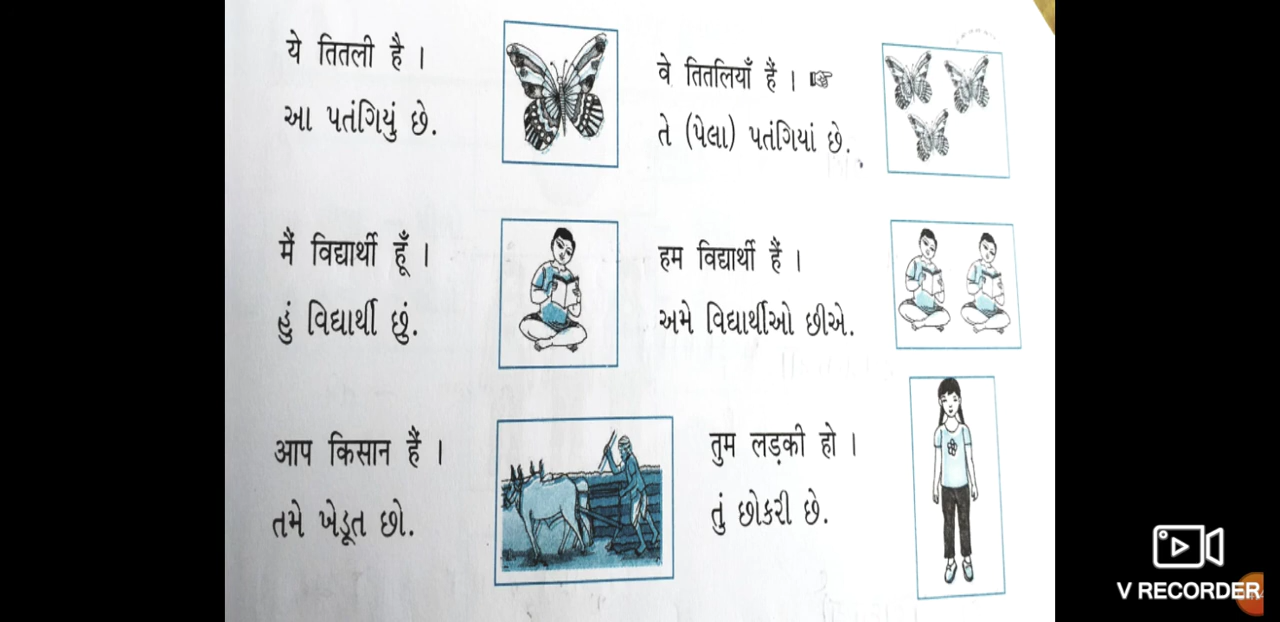 ये तितली है ।
આ પતંગિયું છે.
वे तितलियाँ हैं । ☞
તે (પેલા) પતંગિયાં છે.
मैं विद्यार्थी हूँ ।
હું વિદ્યાર્થી છું.
हम विद्यार्थी हैं ।
અમે વિદ્યાર્થીઓ છીએ.
आप किसान हैं ।
તમે ખેડૂત છો.
तुम लड़की हो ।
તું છોકરી છે.
V RECORDER